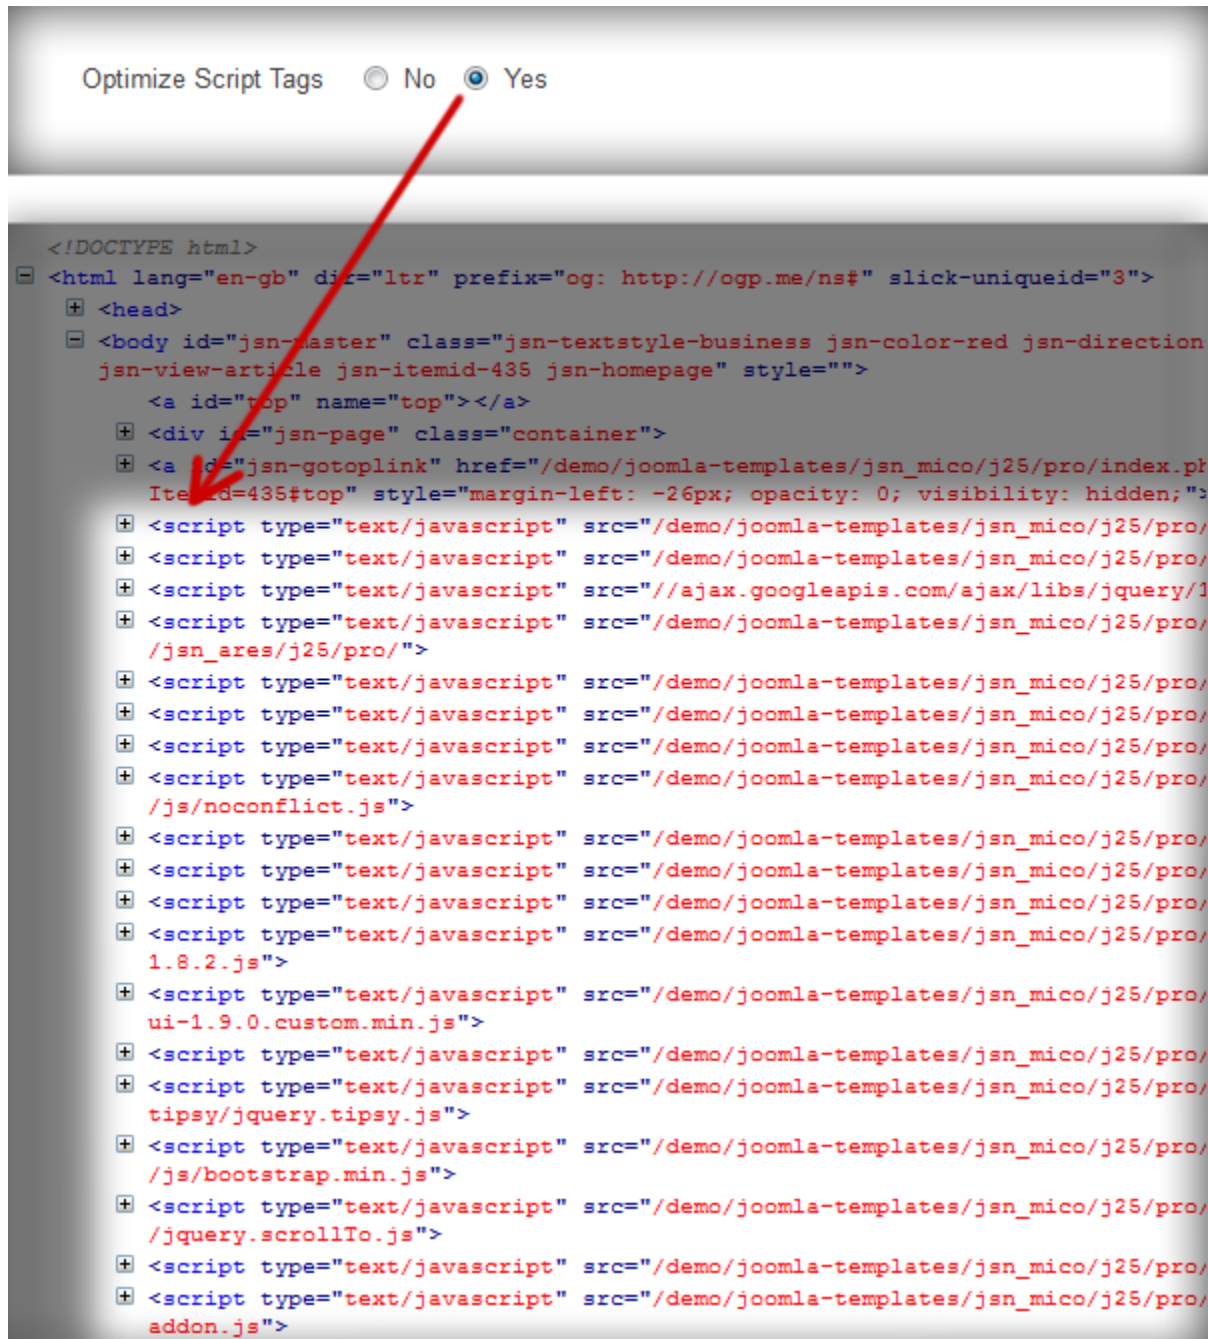 Optimize Script Tags No Yes
<!DOCTYPE html>
<html lang="en-gb" dir="ltr" prefix="og: http://ogp.me/ns#" slick-uniqueid="3">
<head>
<body id="jsn-master" class="jsn-textstyle-business jsn-color-red jsn-direction
jsn-view-article jsn-itemid-435 jsn-homepage" style="">
<a id="top" name="top"></a>
<div id="jsn-page" class="container">
<a id="jsn-gotoplink" href="/demo/joomla-templates/jsn_mico/j25/pro/index.ph
Itemid=435#top" style="margin-left: -26px; opacity: 0; visibility: hidden;">
<script type="text/javascript" src="/demo/joomla-templates/jsn_mico/j25/pro/
<script type="text/javascript" src="/demo/joomla-templates/jsn_mico/j25/pro/
<script type="text/javascript" src="//ajax.googleapis.com/ajax/libs/jquery/1
<script type="text/javascript" src="/demo/joomla-templates/jsn_mico/j25/pro/
/jsn_ares/j25/pro/">
<script type="text/javascript" src="/demo/joomla-templates/jsn_mico/j25/pro/
<script type="text/javascript" src="/demo/joomla-templates/jsn_mico/j25/pro/
<script type="text/javascript" src="/demo/joomla-templates/jsn_mico/j25/pro/
<script type="text/javascript" src="/demo/joomla-templates/jsn_mico/j25/pro/
/js/noconflict.js">
<script type="text/javascript" src="/demo/joomla-templates/jsn_mico/j25/pro/
<script type="text/javascript" src="/demo/joomla-templates/jsn_mico/j25/pro/
<script type="text/javascript" src="/demo/joomla-templates/jsn_mico/j25/pro/
<script type="text/javascript" src="/demo/joomla-templates/jsn_mico/j25/pro/
1.8.2.js">
<script type="text/javascript" src="/demo/joomla-templates/jsn_mico/j25/pro/
ui-1.9.0.custom.min.js">
<script type="text/javascript" src="/demo/joomla-templates/jsn_mico/j25/pro/
<script type="text/javascript" src="/demo/joomla-templates/jsn_mico/j25/pro/
tipsy/jquery.tipsy.js">
<script type="text/javascript" src="/demo/joomla-templates/jsn_mico/j25/pro/
/js/bootstrap.min.js">
<script type="text/javascript" src="/demo/joomla-templates/jsn_mico/j25/pro/
/jquery.scrollTo.js">
<script type="text/javascript" src="/demo/joomla-templates/jsn_mico/j25/pro/
<script type="text/javascript" src="/demo/joomla-templates/jsn_mico/j25/pro/
addon.js">